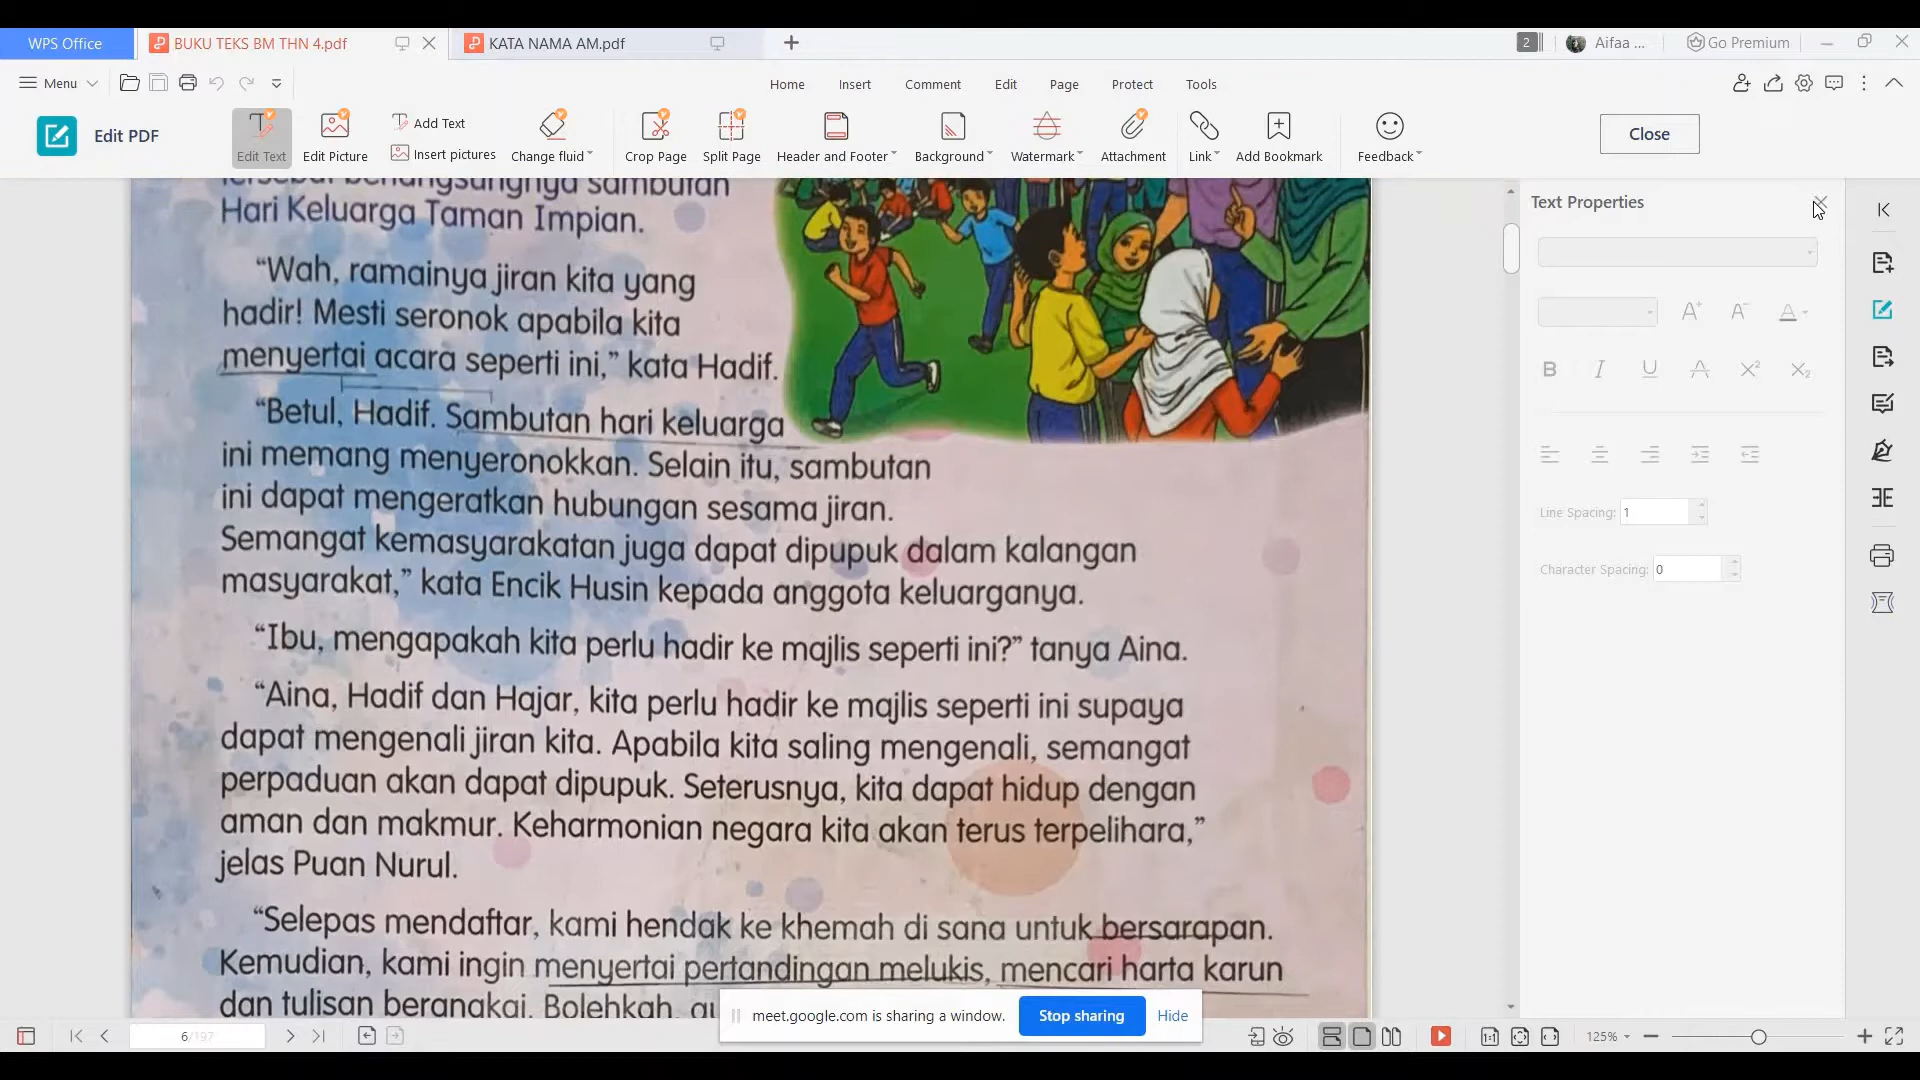 WPS Office
BUKU TEKS BM THN 4.pdf
KATA NAMA AM.pdf
2
Aifaa ...
Go Premium
Menu
Home
Insert
Comment
Edit
Page
Protect
Tools
Edit PDF
Edit Text
Edit Picture
Add Text
Insert pictures
Change fluid
Crop Page
Split Page
Header and Footer
Background
Watermark
Attachment
Link
Add Bookmark
Feedback
Close
sambutan
Hari Keluarga Taman Impian.
“Wah, ramainya jiran kita yang
hadir! Mesti seronok apabila kita
menyertai acara seperti ini,” kata Hadif.
“Betul, Hadif. Sambutan hari keluarga
ini memang menyeronokkan. Selain itu, sambutan
ini dapat mengeratkan hubungan sesama jiran.
Semangat kemasyarakatan juga dapat dipupuk dalam kalangan
masyarakat,” kata Encik Husin kepada anggota keluarganya.
“Ibu, mengapakah kita perlu hadir ke majlis seperti ini?” tanya Aina.
“Aina, Hadif dan Hajar, kita perlu hadir ke majlis seperti ini supaya
dapat mengenali jiran kita. Apabila kita saling mengenali, semangat
perpaduan akan dapat dipupuk. Seterusnya, kita dapat hidup dengan
aman dan makmur. Keharmonian negara kita akan terus terpelihara,”
jelas Puan Nurul.
“Selepas mendaftar, kami hendak ke khemah di sana untuk bersarapan.
Kemudian, kami ingin menyertai pertandingan melukis, mencari harta karun
dan tulisan berangkai. Bolehkah,
Text Properties
A+
A-
A
B
I
U
A
X²
X₂
Line Spacing: 1
Character Spacing: 0
meet.google.com is sharing a window.
Stop sharing
Hide
6/197
1:1
125%